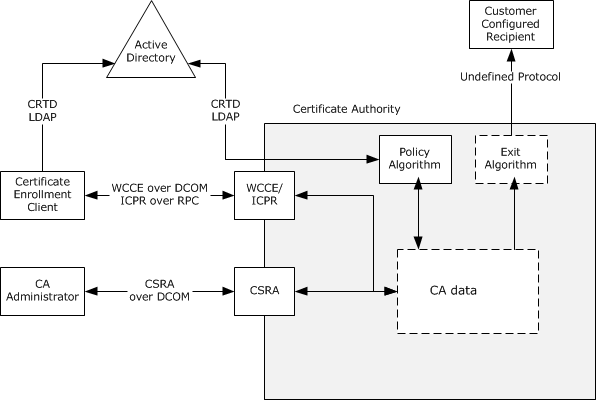 Customer
Configured
Recipient
Active
Directory
Undefined Protocol
CRTD
LDAP
CRTD
LDAP
Certificate Authority
Policy
Algorithm
Exit
Algorithm
Certificate
Enrollment
Client
WCCE over DCOM
ICPR over RPC
WCCE/
ICPR
CA
Administrator
CSRA
over DCOM
CSRA
CA data